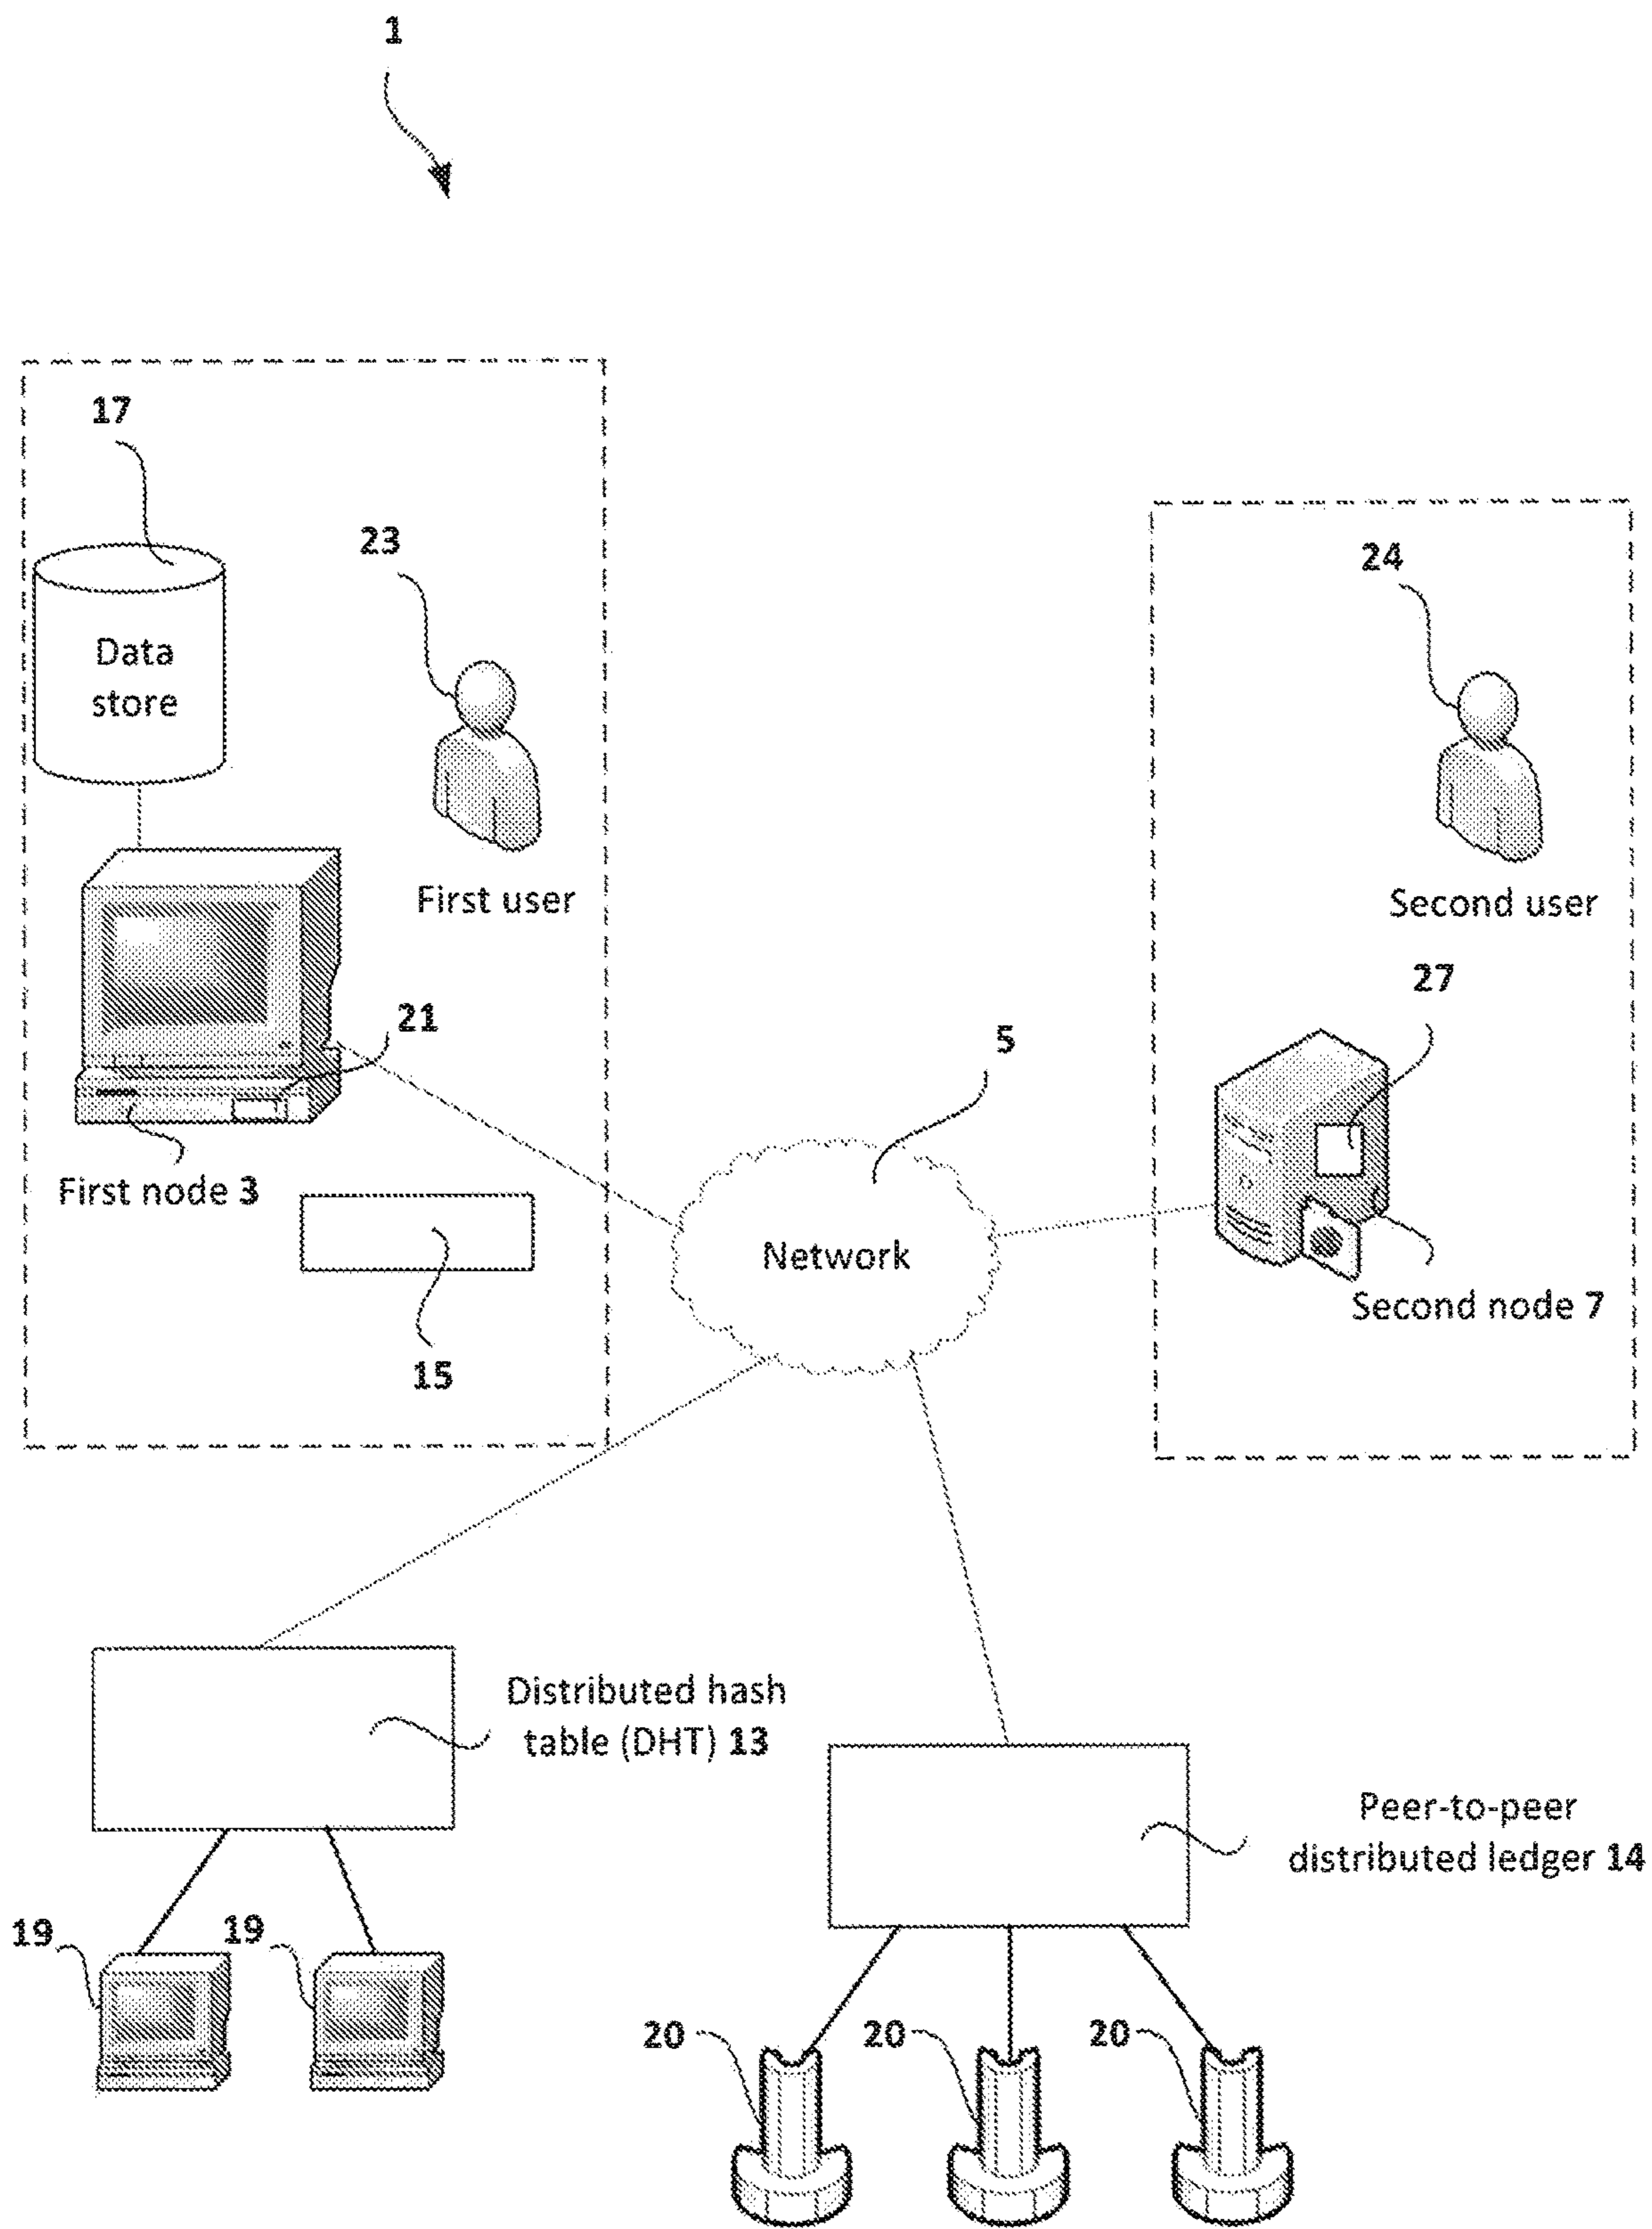 1
17
23
Data
store
24
First user
Second user
27
21
5
First node 3
Network
Second node 7
15
Distributed hash
table (DHT) 13
Peer-to-peer
distributed ledger 14
19
19
20
20
20